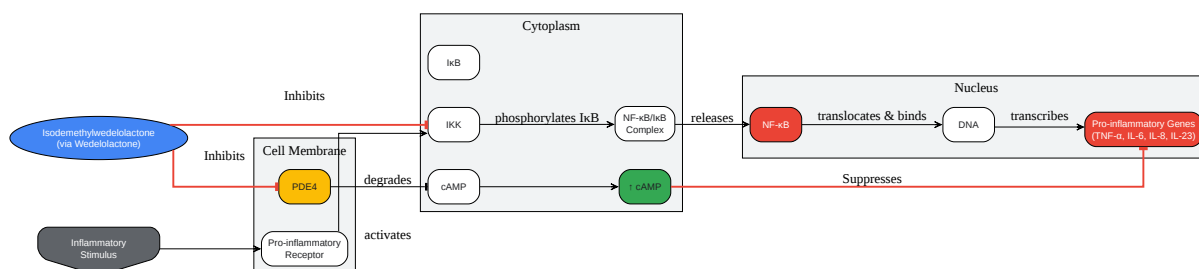 Cytoplasm
IκB
Nucleus
Inhibits
Isodemethylwedelolactone
(via Wedelolactone)
IKK
phosphorylates IκB
NF-κB/IκB
Complex
releases
NF-κB
translocates & binds
DNA
transcribes
Pro-inflammatory Genes
(TNF-α, IL-6, IL-8, IL-23)
Inhibits
Cell Membrane
PDE4
degrades
cAMP
↑ cAMP
Suppresses
Inflammatory
Stimulus
Pro-inflammatory
Receptor
activates